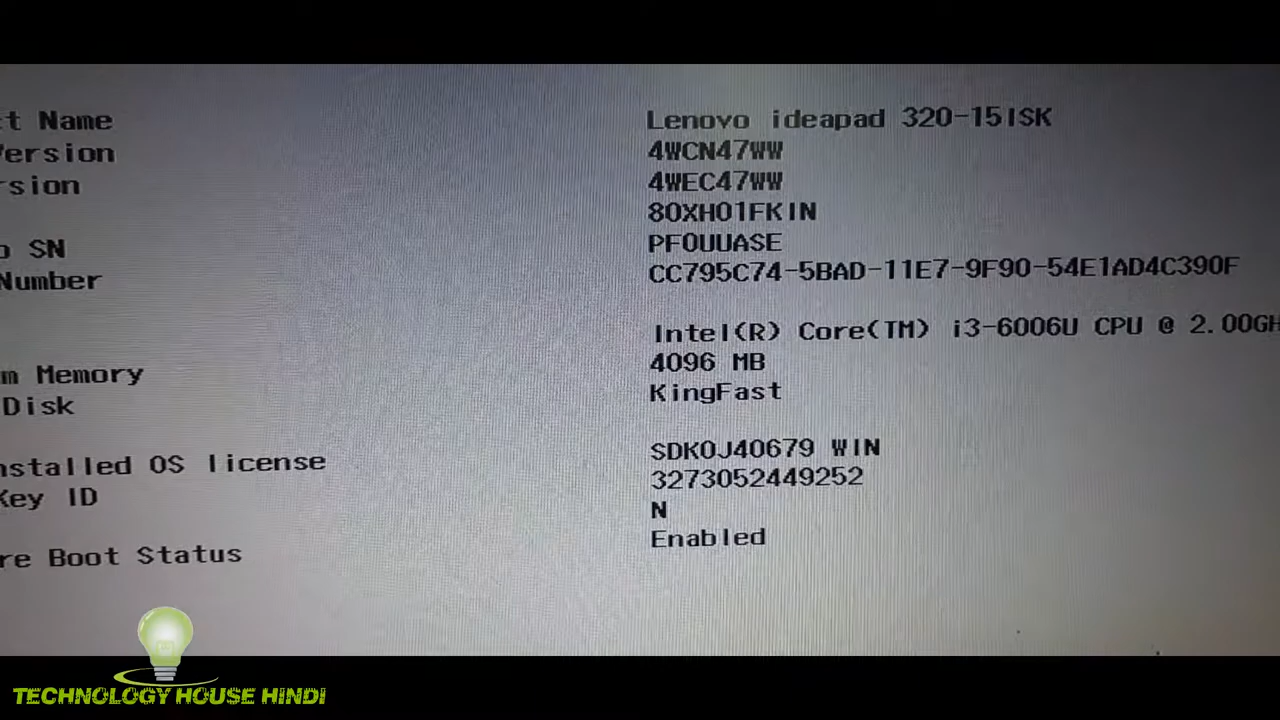 ct Name Lenovo ideapad 320-15ISK
Version 4WCN47WW
rsion 4WEC47WW
80XH01FKIN
o SN PF0UUASE
Number CC795C74-5BAD-11E7-9F90-54E1AD4C390F
Intel(R) Core(TM) i3-6006U CPU @ 2.00GH
m Memory 4096 MB
Disk KingFast
nstalled OS license SDK0J40679 WIN
Key ID 3273052449252
N
re Boot Status Enabled
TECHNOLOGY HOUSE HINDI